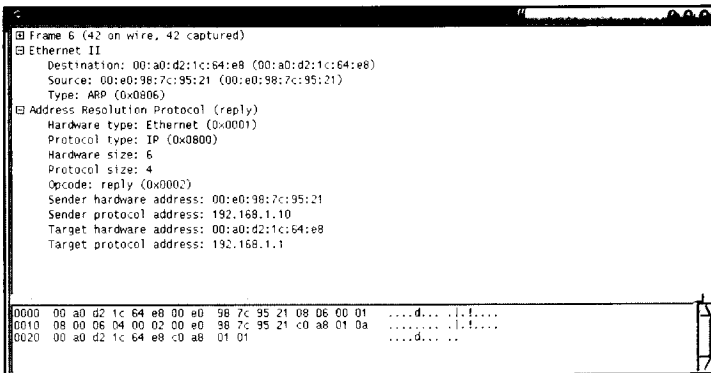 Frame 6 (42 on wire, 42 captured)
Ethernet II
Destination: 00:a0:d2:1c:64:e8 (00:a0:d2:1c:64:e8)
Source: 00:e0:98:7c:95:21 (00:e0:98:7c:95:21)
Type: ARP (0x0806)
Address Resolution Protocol (reply)
Hardware type: Ethernet (0x0001)
Protocol type: IP (0x0800)
Hardware size: 6
Protocol size: 4
Opcode: reply (0x0002)
Sender hardware address: 00:e0:98:7c:95:21
Sender protocol address: 192.168.1.10
Target hardware address: 00:a0:d2:1c:64:e8
Target protocol address: 192.168.1.1
0000 00 a0 d2 1c 64 e8 00 e0 98 7c 95 21 08 06 00 01 ....d... .|.!....
0010 08 00 06 04 00 02 00 e0 98 7c 95 21 c0 a8 01 0a ........ .|.!....
0020 00 a0 d2 1c 64 e8 c0 a8 01 01 ....d... ..